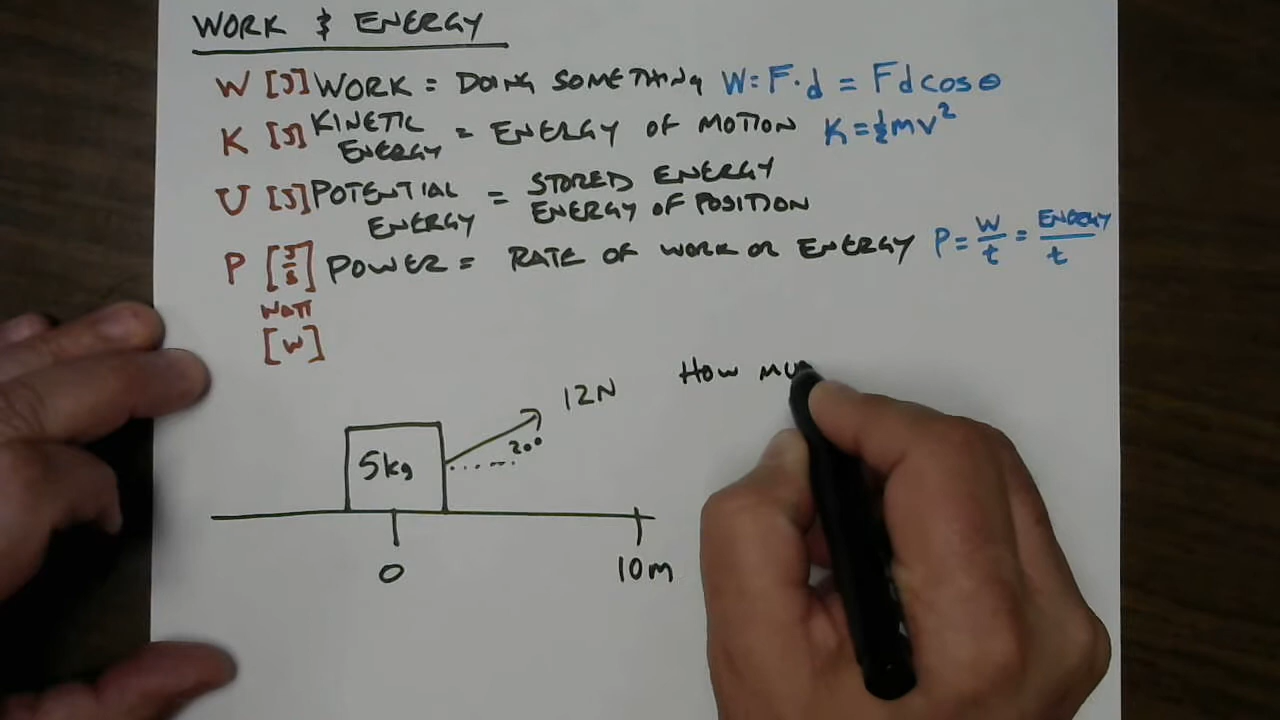 WORK & ENERGY
W [J] WORK = DOING SOMETHING W = F · d = Fd cos θ
K [J] KINETIC ENERGY = ENERGY OF MOTION K = ½mv²
U [J] POTENTIAL ENERGY = STORED ENERGY
ENERGY OF POSITION
P [J/s] POWER = RATE OF WORK OR ENERGY P = W/t = ENERGY/t
WATT
[W]
HOW MU
12N
20°
5kg
0
10m